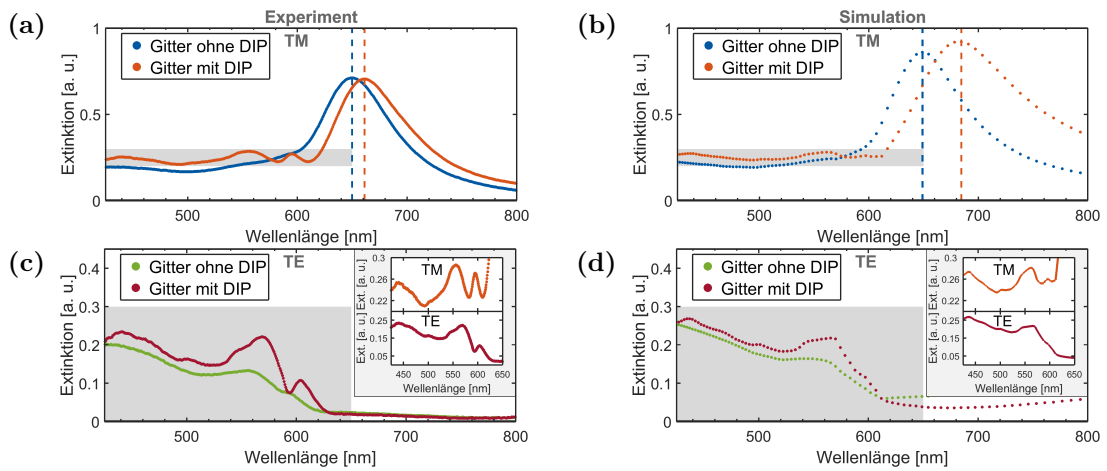 Experiment
(a)
TM
Gitter ohne DIP
Gitter mit DIP
Extinktion [a. u.]
1
0.5
0
500 600 700 800
Wellenlänge [nm]
Simulation
(b)
TM
Gitter ohne DIP
Gitter mit DIP
Extinktion [a. u.]
1
0.5
0
500 600 700 800
Wellenlänge [nm]
(c)
TE
Gitter ohne DIP
Gitter mit DIP
Extinktion [a. u.]
0.4
0.3
0.2
0.1
0
500 600 700 800
Wellenlänge [nm]
TM
Ext. [a. u.]
0.3
0.26
0.22
TE
Ext. [a. u.]
0.25
0.15
0.05
450 500 550 600 650
Wellenlänge [nm]
(d)
TE
Gitter ohne DIP
Gitter mit DIP
Extinktion [a. u.]
0.4
0.3
0.2
0.1
0
500 600 700 800
Wellenlänge [nm]
TM
Ext. [a. u.]
0.3
0.26
0.22
TE
Ext. [a. u.]
0.25
0.15
0.05
450 500 550 600 650
Wellenlänge [nm]